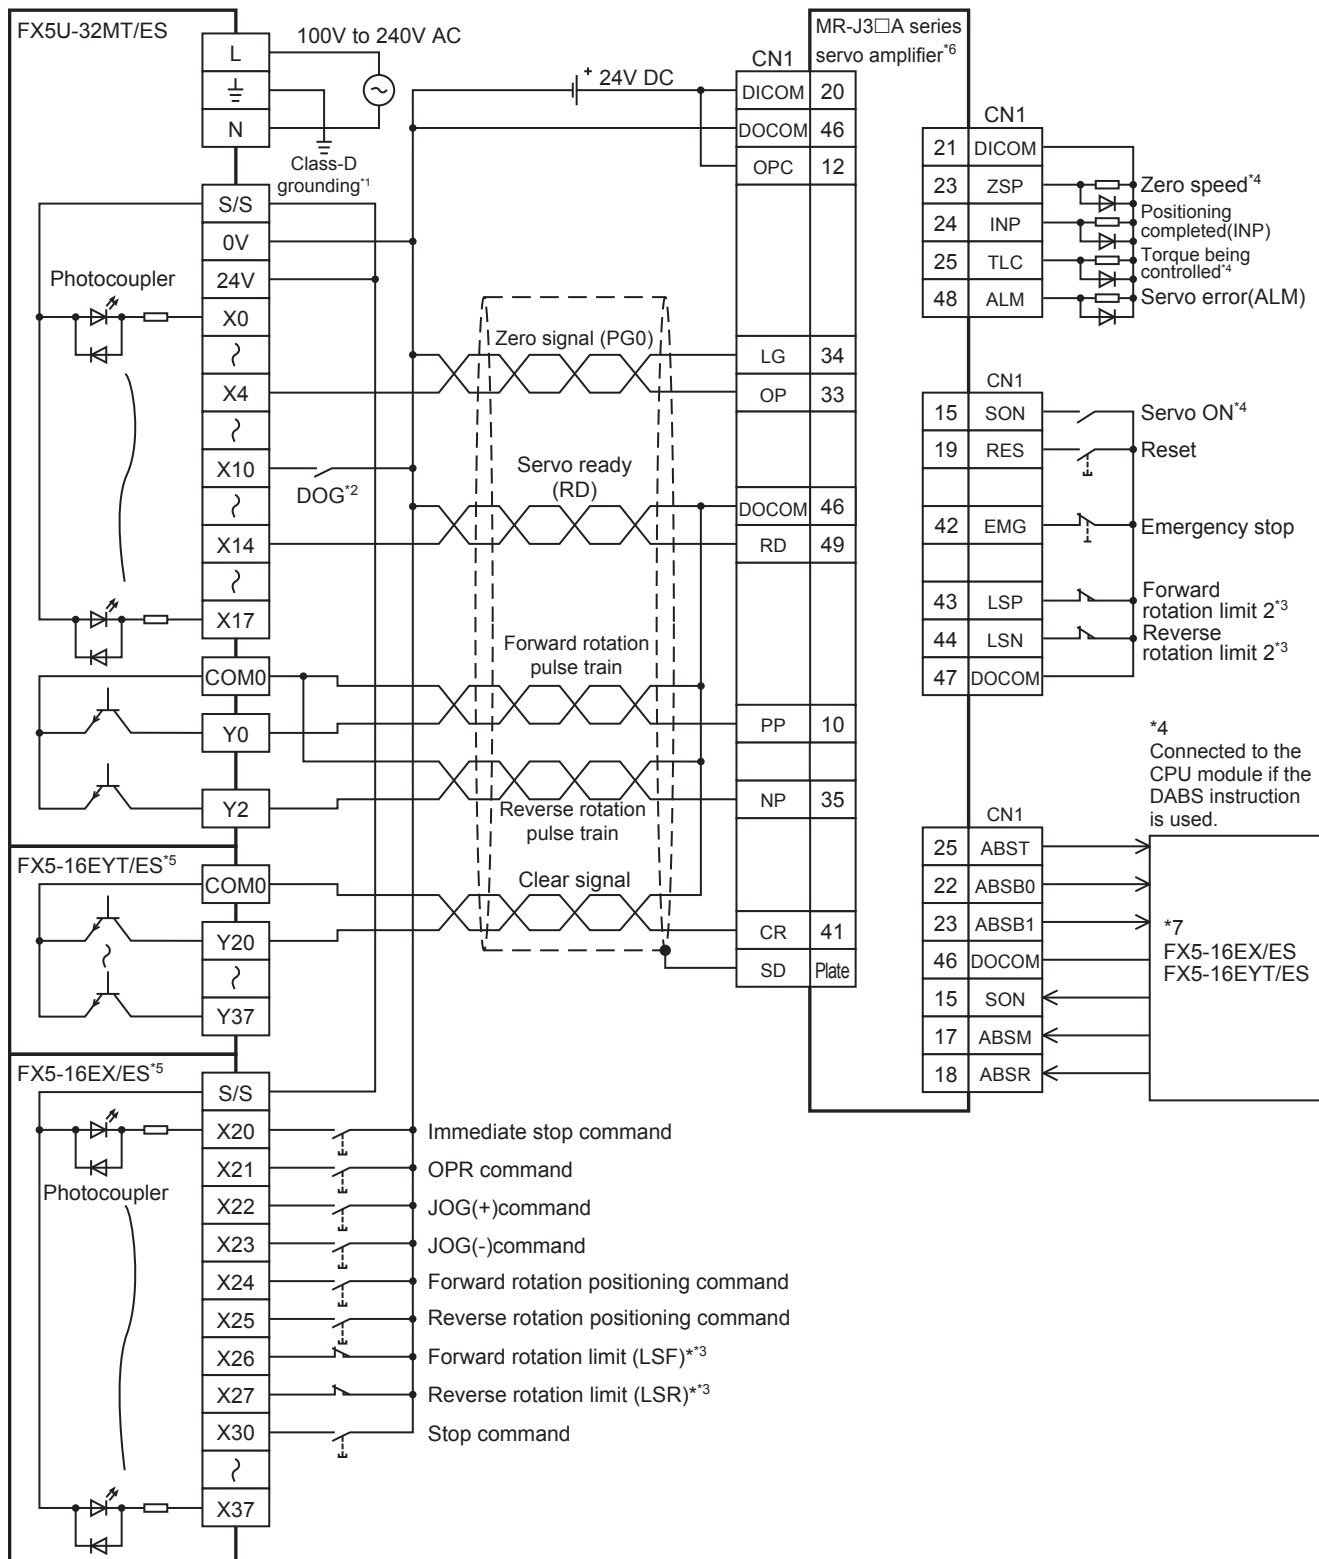 FX5U-32MT/ES
L
N
100V to 240V AC
Class-D
grounding*1
S/S
0V
24V
X0
X4
X10
X14
X17
COM0
Y0
Y2
Photocoupler
DOG*2
+ 24V DC
Zero signal (PG0)
Servo ready
(RD)
Forward rotation
pulse train
Reverse rotation
pulse train
Clear signal
MR-J3□A series
servo amplifier*6
CN1
DICOM 20
DOCOM 46
OPC 12
LG 34
OP 33
DOCOM 46
RD 49
PP 10
NP 35
CR 41
SD Plate
CN1
21 DICOM
23 ZSP Zero speed*4
24 INP Positioning
completed(INP)
25 TLC Torque being
controlled*4
48 ALM Servo error(ALM)
CN1
15 SON Servo ON*4
19 RES Reset
42 EMG Emergency stop
43 LSP Forward
rotation limit 2*3
44 LSN Reverse
rotation limit 2*3
47 DOCOM
*4
Connected to the
CPU module if the
DABS instruction
is used.
CN1
25 ABST
22 ABSB0
23 ABSB1
46 DOCOM
15 SON
17 ABSM
18 ABSR
*7
FX5-16EX/ES
FX5-16EYT/ES
FX5-16EYT/ES*5
COM0
Y20
Y37
FX5-16EX/ES*5
Photocoupler
S/S
X20 Immediate stop command
X21 OPR command
X22 JOG(+)command
X23 JOG(-)command
X24 Forward rotation positioning command
X25 Reverse rotation positioning command
X26 Forward rotation limit (LSF)**3
X27 Reverse rotation limit (LSR)**3
X30 Stop command
X37